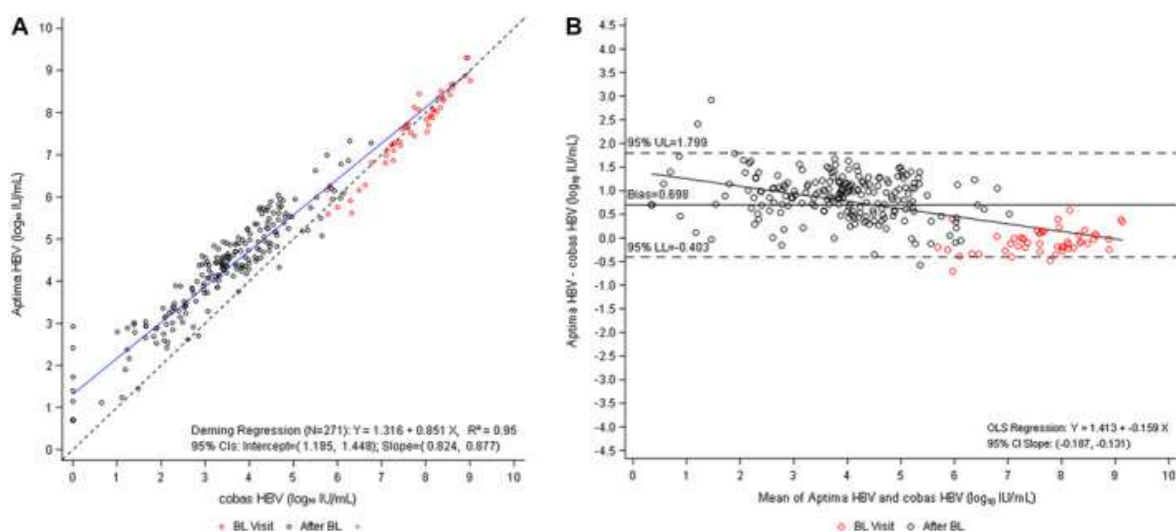 A
Aptima HBV (log₁₀ IU/mL)
10
9
8
7
6
5
4
3
2
1
0
Deming Regression (N=271): Y = 1.316 + 0.851 X, R² = 0.95
95% CIs: Intercept=( 1.185, 1.448); Slope=( 0.824, 0.877)
0 1 2 3 4 5 6 7 8 9 10
cobas HBV (log₁₀ IU/mL)
BL Visit After BL
B
Aptima HBV - cobas HBV (log₁₀ IU/mL)
4.5
4.0
3.5
3.0
2.5
2.0
1.5
1.0
0.5
0.0
-0.5
-1.0
-1.5
-2.0
-2.5
-3.0
-3.5
-4.0
-4.5
95% UL=1.799
Bias=0.698
95% LL=-0.403
OLS Regression: Y = 1.413 + -0.159 X
95% CI Slope: (-0.187, -0.131)
0 1 2 3 4 5 6 7 8 9 10
Mean of Aptima HBV and cobas HBV (log₁₀ IU/mL)
BL Visit After BL